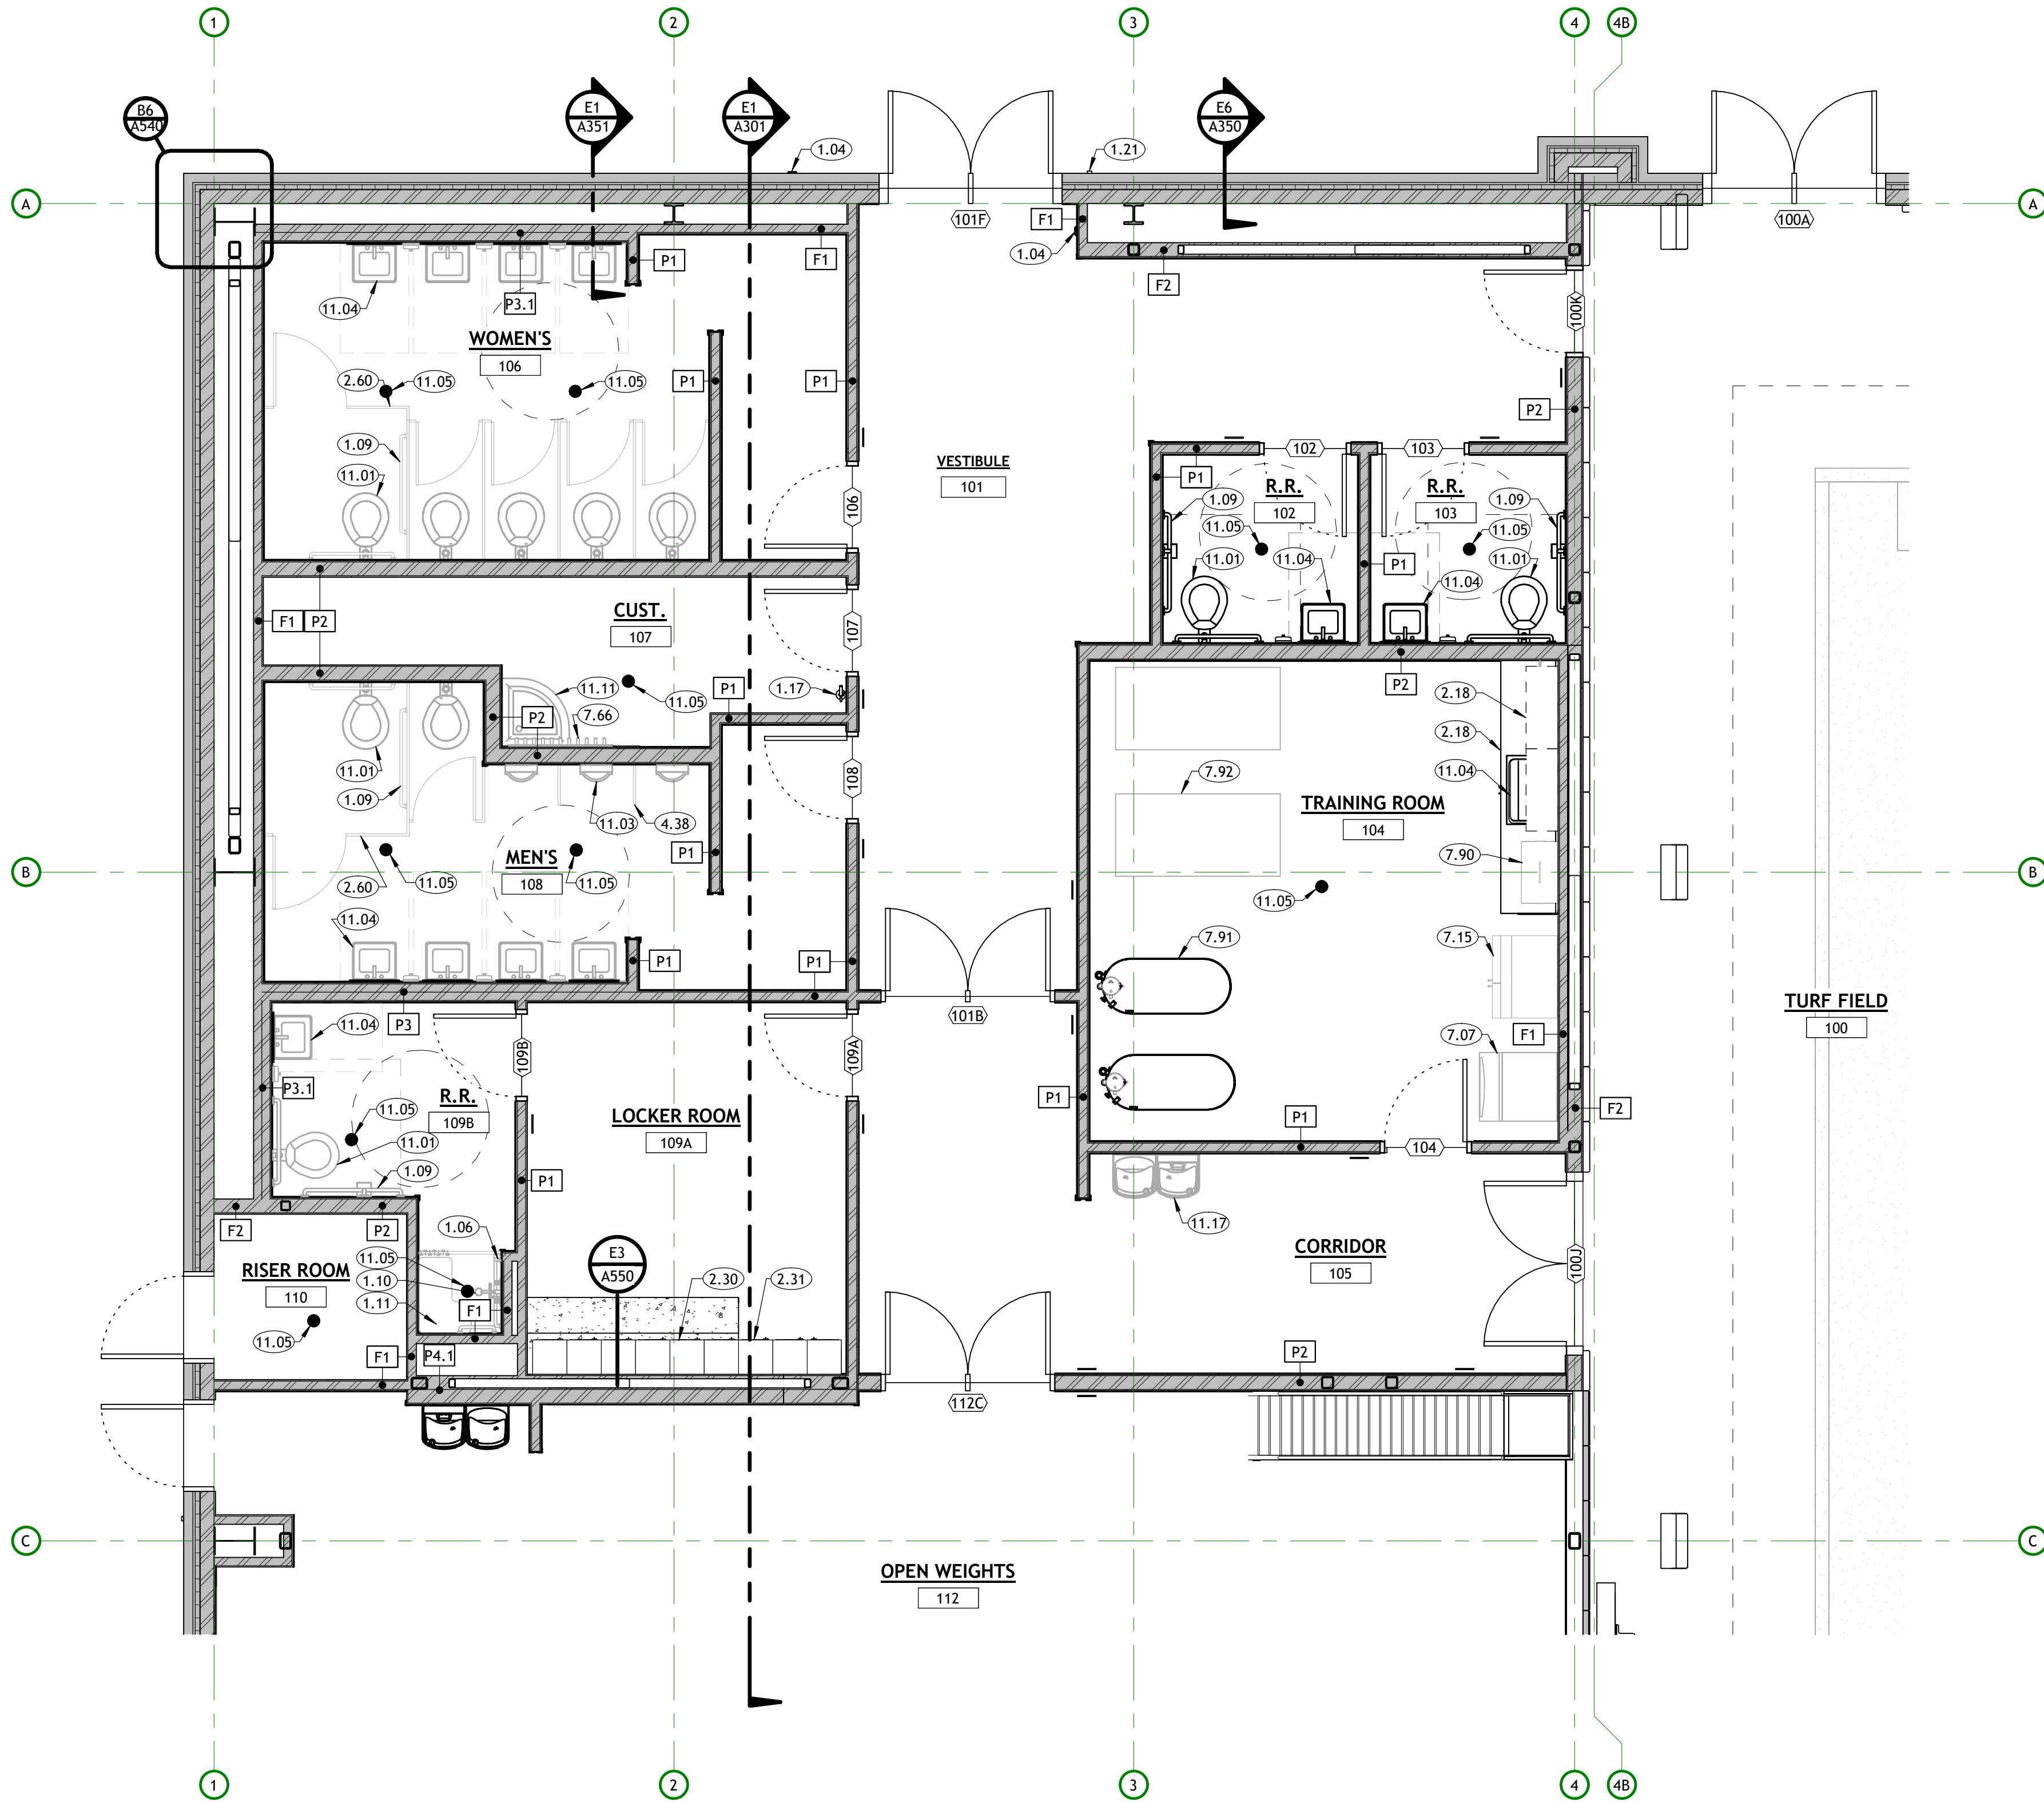 1
2
3
4
4B
B6
A540
E1
A351
E1
A301
E6
A350
1.04
1.21
A
A
101F
100A
F1
1.04
P1
F1
F2
11.04
P3.1
100K
WOMEN'S
106
2.60
11.05
11.05
P1
P1
P2
1.09
11.01
VESTIBULE
101
102
103
P1
R.R.
102
R.R.
103
1.09
1.09
11.05
11.05
106
11.01
11.04
P1
11.01
11.04
CUST.
107
F1
P2
107
11.11
11.05
P1
1.17
P2
7.66
P2
2.18
2.18
11.01
1.09
108
7.92
11.04
TRAINING ROOM
104
11.03
4.38
MEN'S
108
P1
7.90
B
B
2.60
11.05
11.05
11.05
11.04
P1
P1
7.91
7.15
TURF FIELD
100
P3
11.04
101B
7.07
F1
109B
109A
P3.1
R.R.
109B
11.05
LOCKER ROOM
109A
P1
P1
F2
11.01
104
1.09
P1
F2
P2
1.06
11.17
E3
A550
CORRIDOR
105
100J
RISER ROOM
110
11.05
1.10
1.11
F1
2.30
2.31
11.05
F1
P4.1
P2
112C
C
C
OPEN WEIGHTS
112
1
2
3
4
4B